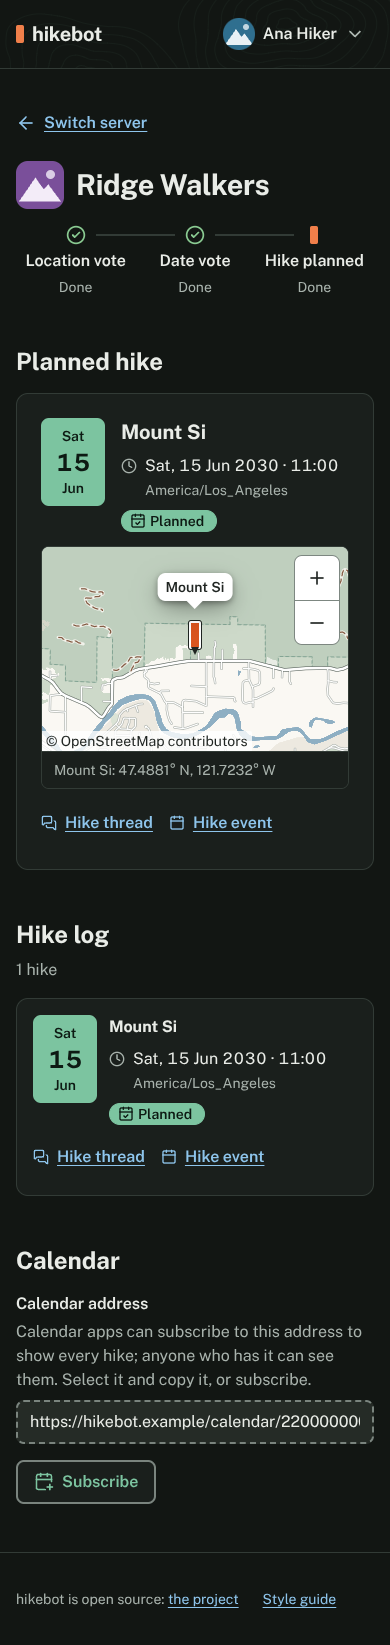 hikebot
Ana Hiker
Switch server
Ridge Walkers
Location vote Date vote Hike planned
Done Done Done
Planned hike
Sat
15
Jun
Mount Si
Sat, 15 Jun 2030 · 11:00
America/Los_Angeles
Planned
Mount Si
+
−
© OpenStreetMap contributors
Mount Si: 47.4881° N, 121.7232° W
Hike thread Hike event
Hike log
1 hike
Sat
15
Jun
Mount Si
Sat, 15 Jun 2030 · 11:00
America/Los_Angeles
Planned
Hike thread Hike event
Calendar
Calendar address
Calendar apps can subscribe to this address to
show every hike; anyone who has it can see
them. Select it and copy it, or subscribe.
https://hikebot.example/calendar/22000000
Subscribe
hikebot is open source: the project Style guide